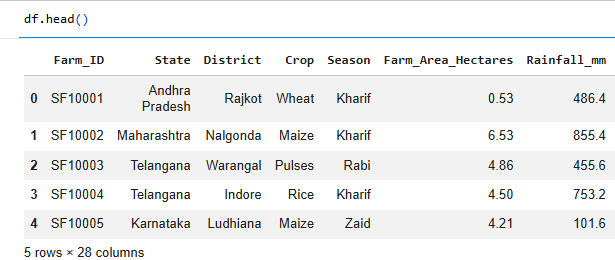 df.head()
Farm_ID State District Crop Season Farm_Area_Hectares Rainfall_mm
0 SF10001 Andhra Pradesh Rajkot Wheat Kharif 0.53 486.4
1 SF10002 Maharashtra Nalgonda Maize Kharif 6.53 855.4
2 SF10003 Telangana Warangal Pulses Rabi 4.86 455.6
3 SF10004 Telangana Indore Rice Kharif 4.50 753.2
4 SF10005 Karnataka Ludhiana Maize Zaid 4.21 101.6
5 rows × 28 columns